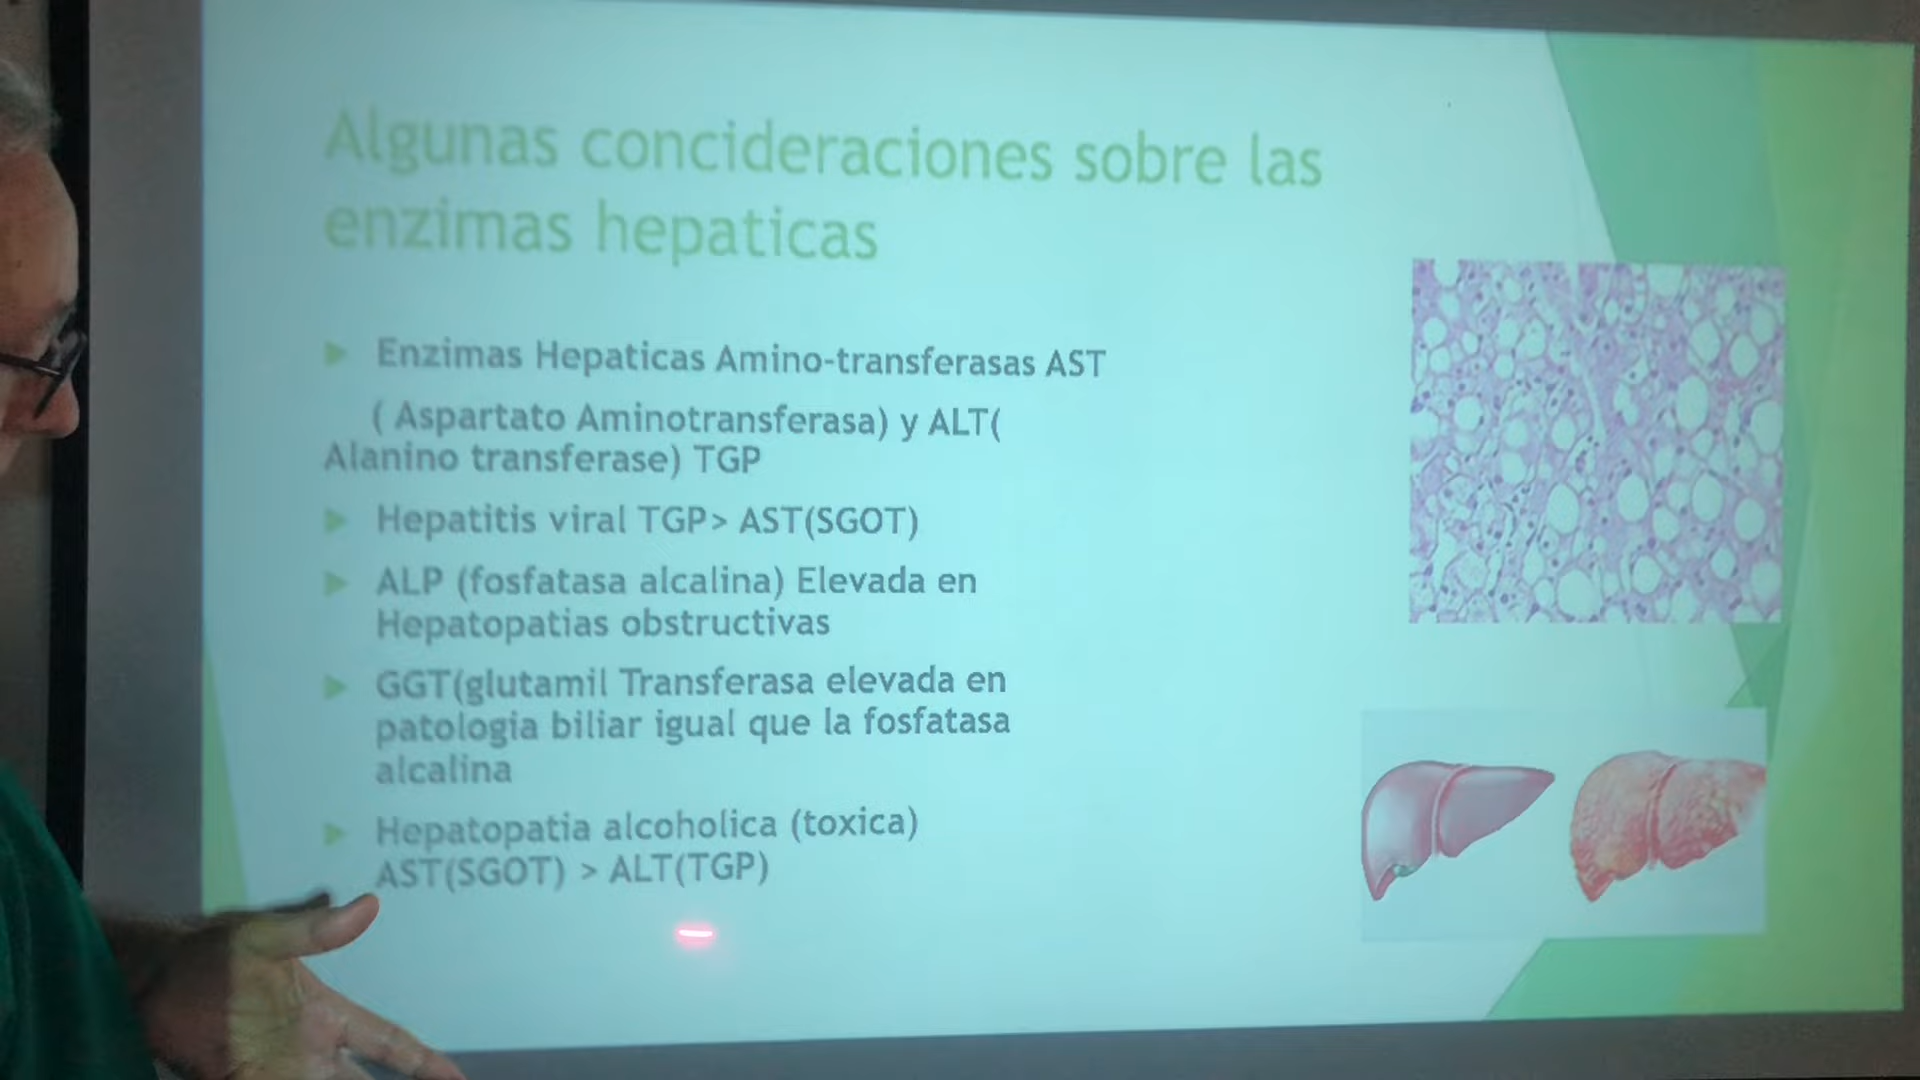 Algunas concideraciones sobre las
enzimas hepaticas
Enzimas Hepaticas Amino-transferasas AST
( Aspartato Aminotransferasa) y ALT(
Alanino transferase) TGP
Hepatitis viral TGP> AST(SGOT)
ALP (fosfatasa alcalina) Elevada en
Hepatopatias obstructivas
GGT(glutamil Transferasa elevada en
patologia biliar igual que la fosfatasa
alcalina
Hepatopatia alcoholica (toxica)
AST(SGOT) > ALT(TGP)